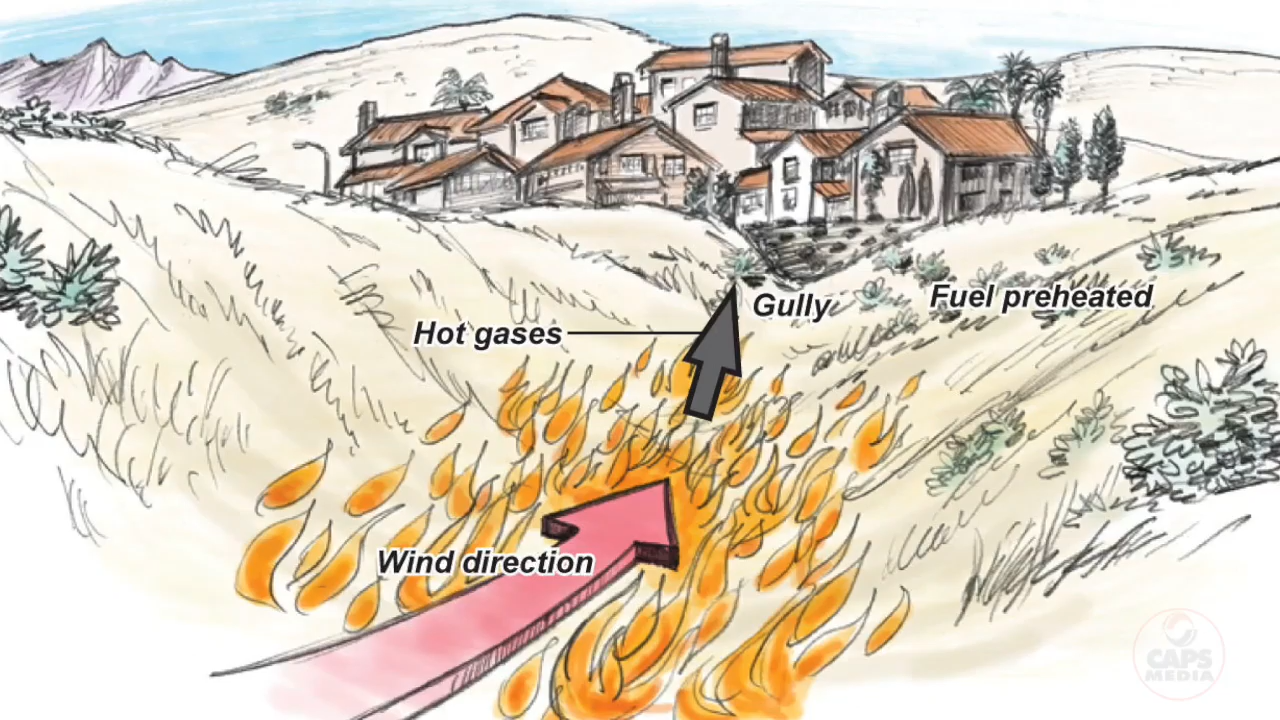 Gully
Fuel preheated
Hot gases
Wind direction
CAPS
MEDIA